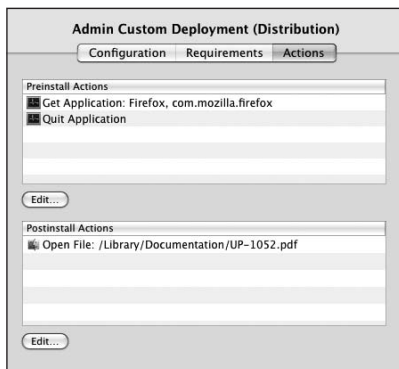 Admin Custom Deployment (Distribution)
Configuration Requirements Actions
Preinstall Actions
Get Application: Firefox, com.mozilla.firefox
Quit Application
Edit...
Postinstall Actions
Open File: /Library/Documentation/UP-1052.pdf
Edit...